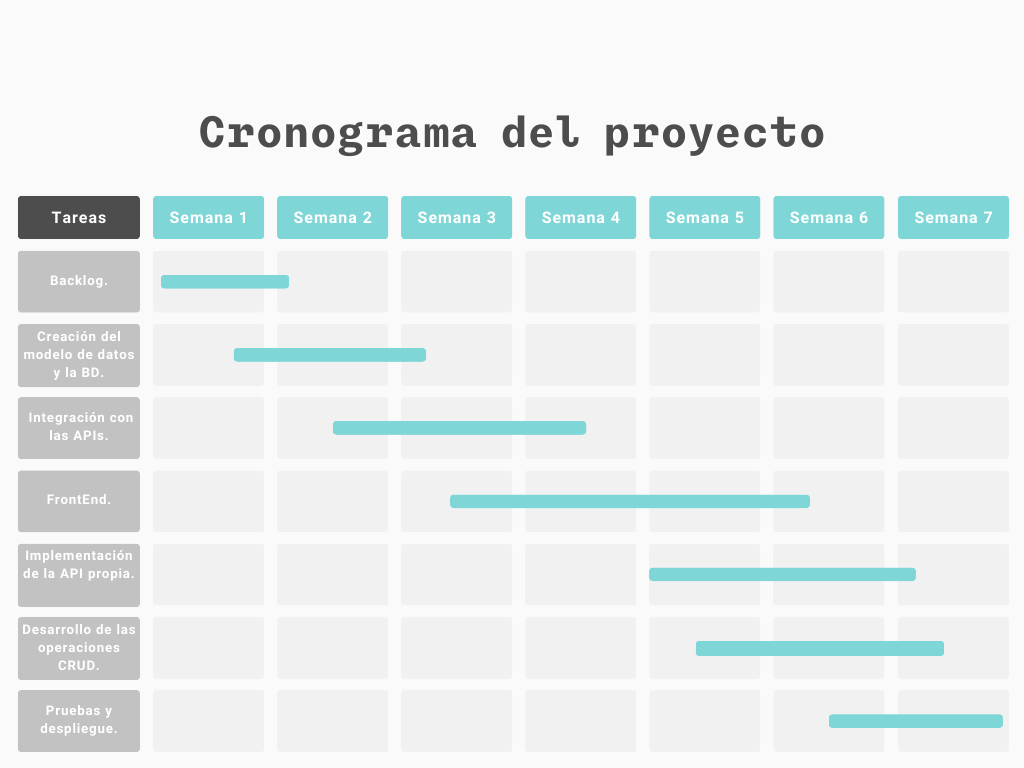 Cronograma del proyecto
Tareas
Semana 1
Semana 2
Semana 3
Semana 4
Semana 5
Semana 6
Semana 7
Backlog.
Creación del
modelo de datos
y la BD.
Integración con
las APIs.
FrontEnd.
Implementación
de la API propia.
Desarrollo de las
operaciones
CRUD.
Pruebas y
despliegue.